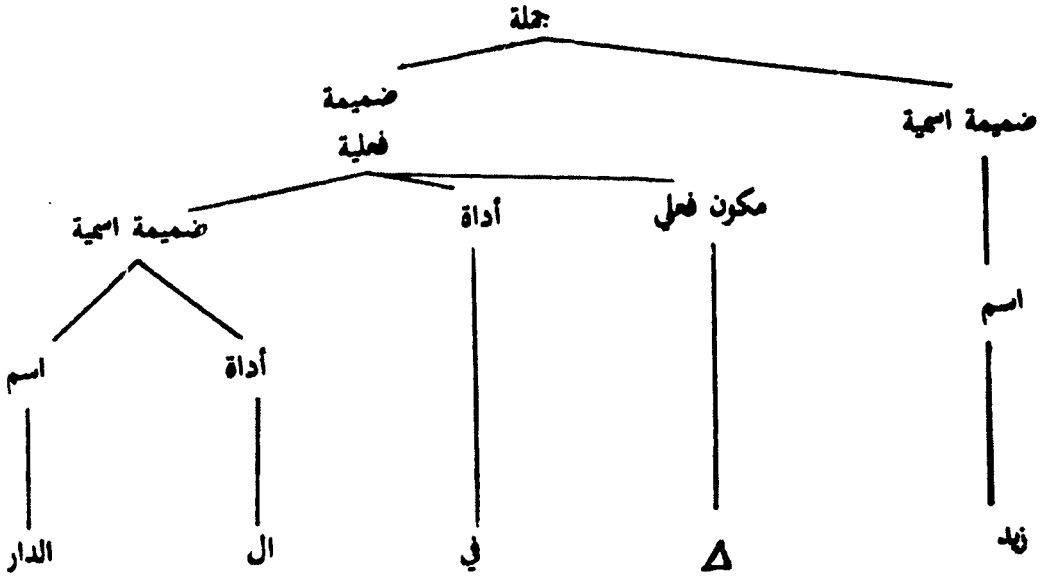 جملة
ضميمة
ضميمة اسمية
فعلية
مكون فعلي
أداة
ضميمة اسمية
اسم
أداة
اسم
زيد
Δ
في
ال
الدار